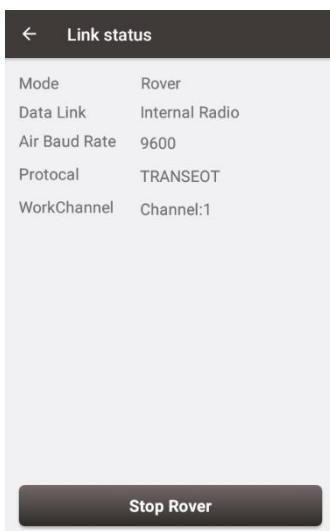 Link status
Mode Rover
Data Link Internal Radio
Air Baud Rate 9600
Protocal TRANSEOT
WorkChannel Channel:1
Stop Rover